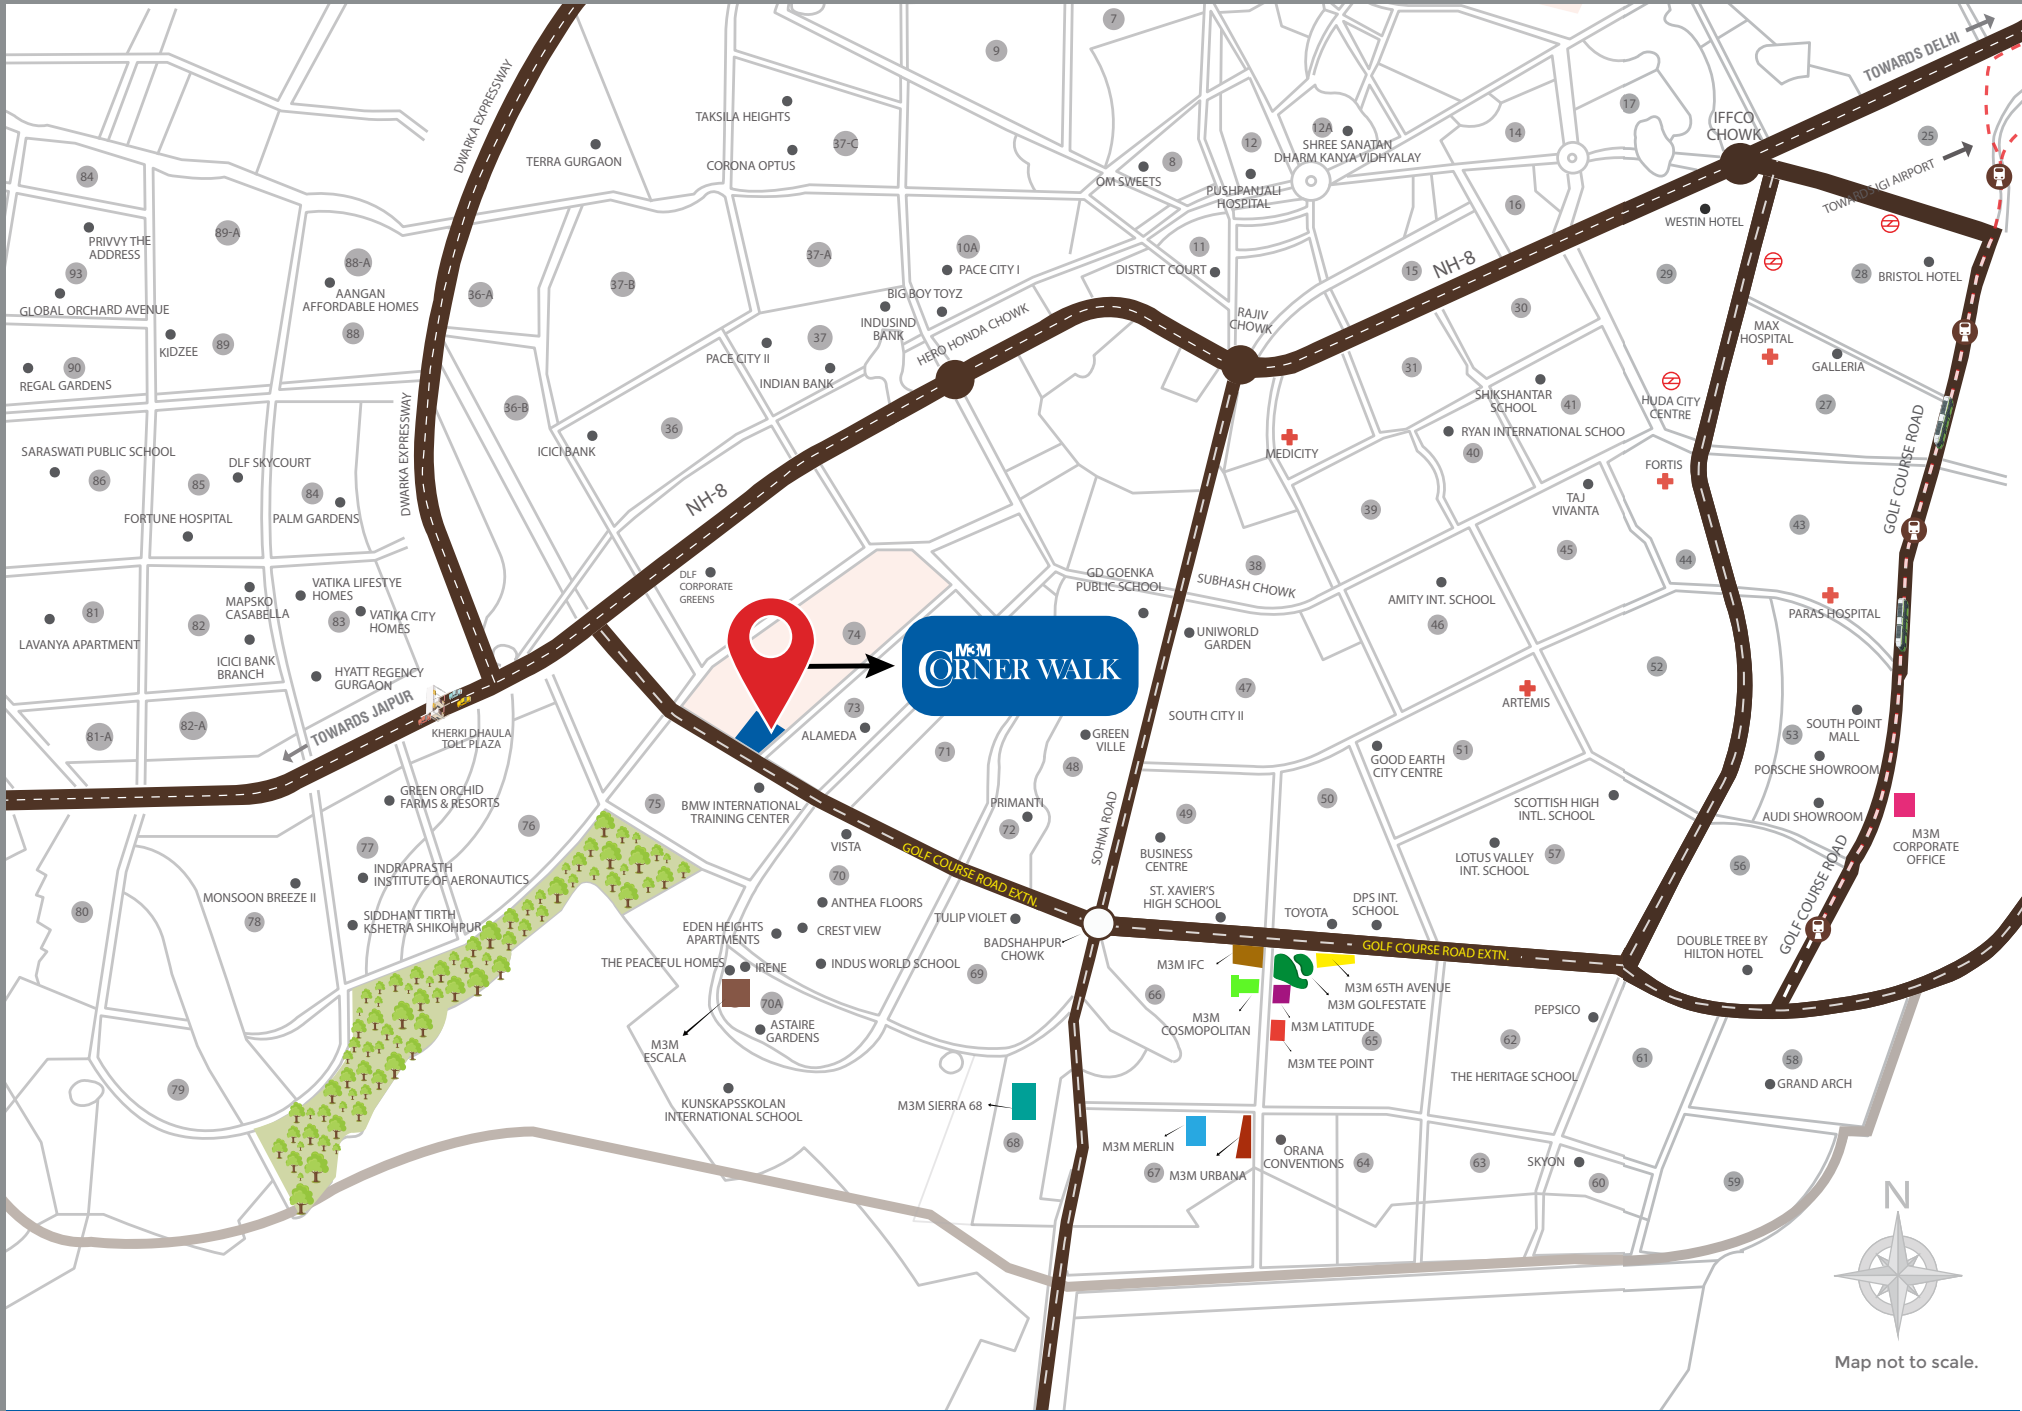 7
9
TOWARDS DELHI
17
IFFCO
CHOWK
25
DWARKA EXPRESSWAY
TAKSILA HEIGHTS
37-C
12
12A
SHREE SANATAN
DHARM KANYA VIDHYALAY
14
TERRA GURGAON
CORONA OPTUS
OM SWEETS
8
PUSHPANJALI
HOSPITAL
TOWARDS IGI AIRPORT
84
16
WESTIN HOTEL
PRIVVY THE
ADDRESS
89-A
93
GLOBAL ORCHARD AVENUE
88-A
AANGAN
AFFORDABLE HOMES
88
36-A
37-B
37-A
10A
PACE CITY I
11
DISTRICT COURT
15
NH-8
29
28
BRISTOL HOTEL
BIG BOY TOYZ
INDUSIND
BANK
HERO HONDA CHOWK
RAJIV
CHOWK
30
MAX
HOSPITAL
GALLERIA
KIDZEE
89
90
REGAL GARDENS
PACE CITY II
37
INDIAN BANK
31
SHIKSHANTAR
SCHOOL
41
HUDA CITY
CENTRE
27
36-B
36
ICICI BANK
DWARKA EXPRESSWAY
MEDICITY
RYAN INTERNATIONAL SCHOO
40
FORTIS
GOLF COURSE ROAD
SARASWATI PUBLIC SCHOOL
86
85
DLF SKYCOURT
84
FORTUNE HOSPITAL
PALM GARDENS
NH-8
39
TAJ
VIVANTA
43
45
44
DLF
CORPORATE
GREENS
GD GOENKA
PUBLIC SCHOOL
38
SUBHASH CHOWK
AMITY INT. SCHOOL
46
PARAS HOSPITAL
MAPSKO
CASABELLA
VATIKA LIFESTYE
HOMES
81
82
83
VATIKA CITY
HOMES
LAVANYA APARTMENT
ICICI BANK
BRANCH
HYATT REGENCY
GURGAON
74
M3M
CORNER WALK
UNIWORLD
GARDEN
52
47
SOUTH CITY II
ARTEMIS
TOWARDS JAIPUR
81-A
82-A
KHERKI DHAULA
TOLL PLAZA
73
ALAMEDA
71
GREEN
VILLE
48
GOOD EARTH
CITY CENTRE
51
SOUTH POINT
MALL
53
PORSCHE SHOWROOM
GREEN ORCHID
FARMS & RESORTS
75
BMW INTERNATIONAL
TRAINING CENTER
PRIMANTI
72
SOHNA ROAD
49
50
SCOTTISH HIGH
INTL. SCHOOL
AUDI SHOWROOM
M3M
CORPORATE
OFFICE
76
77
INDRAPRASTH
INSTITUTE OF AERONAUTICS
VISTA
70
GOLF COURSE ROAD EXTN.
BUSINESS
CENTRE
LOTUS VALLEY
INT. SCHOOL
57
56
GOLF COURSE ROAD
MONSOON BREEZE II
78
80
SIDDHANT TIRTH
KSHETRA SHIKOHPUR
ANTHEA FLOORS
EDEN HEIGHTS
APARTMENTS
CREST VIEW
TULIP VIOLET
BADSHAHPUR
CHOWK
ST. XAVIER'S
HIGH SCHOOL
TOYOTA
DPS INT.
SCHOOL
GOLF COURSE ROAD EXTN.
DOUBLE TREE BY
HILTON HOTEL
THE PEACEFUL HOMES
IRENE
INDUS WORLD SCHOOL
69
M3M IFC
M3M 65TH AVENUE
M3M GOLFESTATE
66
M3M
COSMOPOLITAN
M3M LATITUDE
65
M3M TEE POINT
PEPSICO
62
61
58
70A
ASTAIRE
GARDENS
M3M
ESCALA
THE HERITAGE SCHOOL
GRAND ARCH
79
KUNSKAPSSKOLAN
INTERNATIONAL SCHOOL
M3M SIERRA 68
68
M3M MERLIN
67
M3M URBANA
ORANA
CONVENTIONS
64
63
SKYON
60
59
N
Map not to scale.